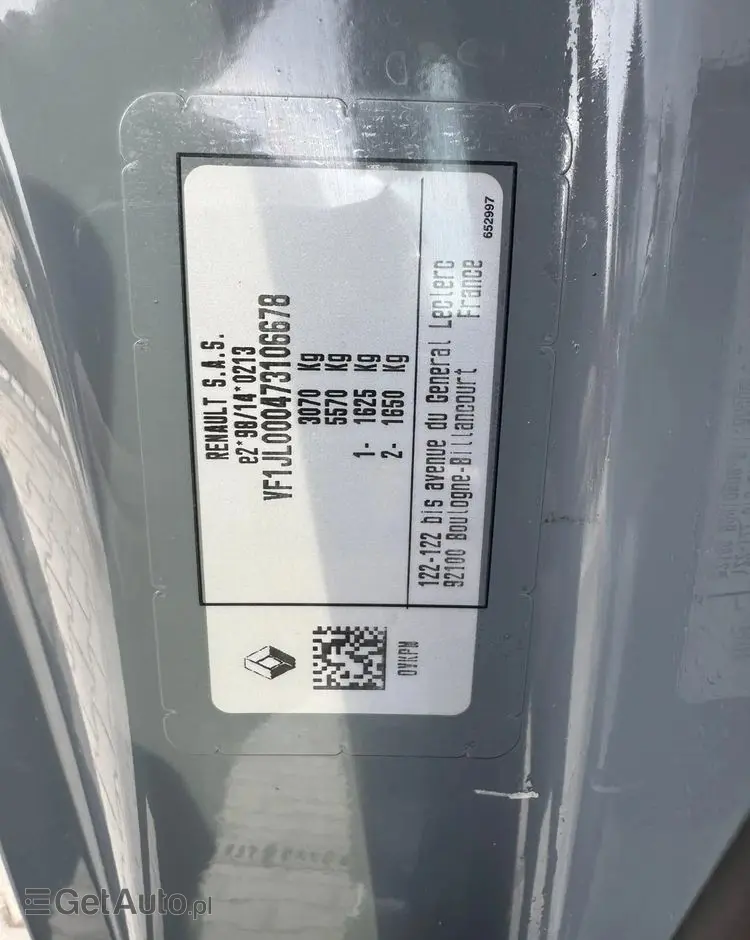 RENAULT S.A.S.
e2*98/14*0213
VF1JL000473106678
3070 Kg
5570 Kg
1- 1625 Kg
2- 1650 Kg
122-122 bis avenue du General Leclerc
92100 Boulogne-Billancourt France
652997
OYKPM
GetAuto.pl